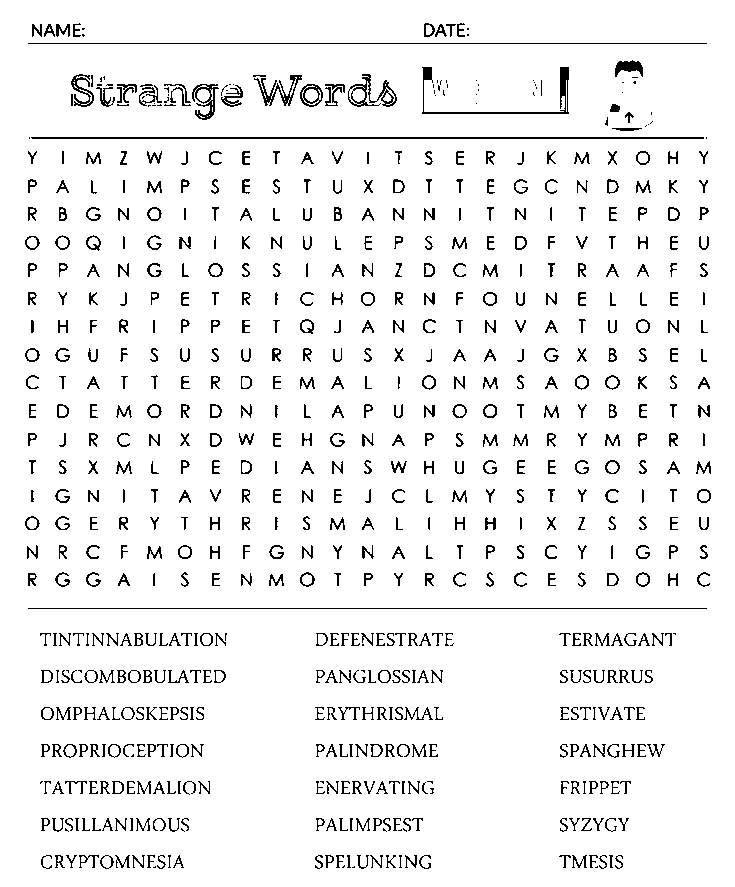 NAME: DATE:
Strange Words
Y I M Z W J C E T A V I T S E R J K M X O H Y
P A L I M P S E S T U X D T T E G C N D M K Y
R B G N O I T A L U B A N N I T N I T E P D P
O O Q I G N I K N U L E P S M E D F V T H E U
P P A N G L O S S I A N Z D C M I T R A A F S
R Y K J P E T R I C H O R N F O U N E L L E I
I H F R I P P E T Q J A N C T N V A T U O N L
O G U F S U S U R R U S X J A A J G X B S E L
C T A T T E R D E M A L I O N M S A O O K S A
E D E M O R D N I L A P U N O O T M Y B E T N
P J R C N X D W E H G N A P S M M R Y M P R I
T S X M L P E D I A N S W H U G E E G O S A M
I G N I T A V R E N E J C L M Y S T Y C I T O
O G E R Y T H R I S M A L I H H I X Z S S E U
N R C F M O H F G N Y N A L T P S C Y I G P S
R G G A I S E N M O T P Y R C S C E S D O H C
TINTINNABULATION DEFENESTRATE TERMAGANT
DISCOMBOBULATED PANGLOSSIAN SUSURRUS
OMPHALOSKEPSIS ERYTHRISMAL ESTIVATE
PROPRIOCEPTION PALINDROME SPANGHEW
TATTERDEMALION ENERVATING FRIPPET
PUSILLANIMOUS PALIMPSEST SYZYGY
CRYPTOMNESIA SPELUNKING TMESIS